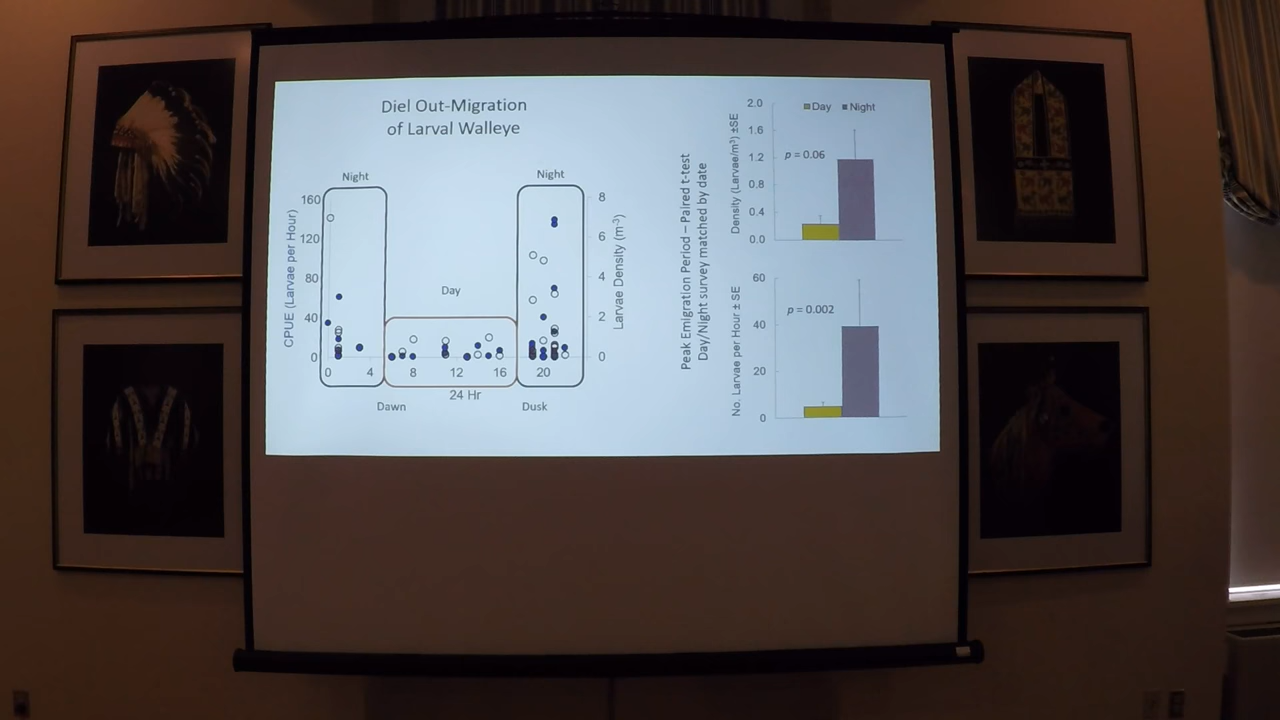 Diel Out-Migration
of Larval Walleye
Night
Night
160
120
80
40
0
CPUE (Larvae per Hour)
Day
8
6
4
2
0
Larvae Density (m⁻³)
0 4 8 12 16 20
24 Hr
Dawn
Dusk
Peak Emigration Period – Paired t-test
Day/Night survey matched by date
Day Night
2.0
1.6
1.2
0.8
0.4
0.0
Density (Larvae/m³) ±SE
p = 0.06
60
40
20
0
No. Larvae per Hour ± SE
p = 0.002